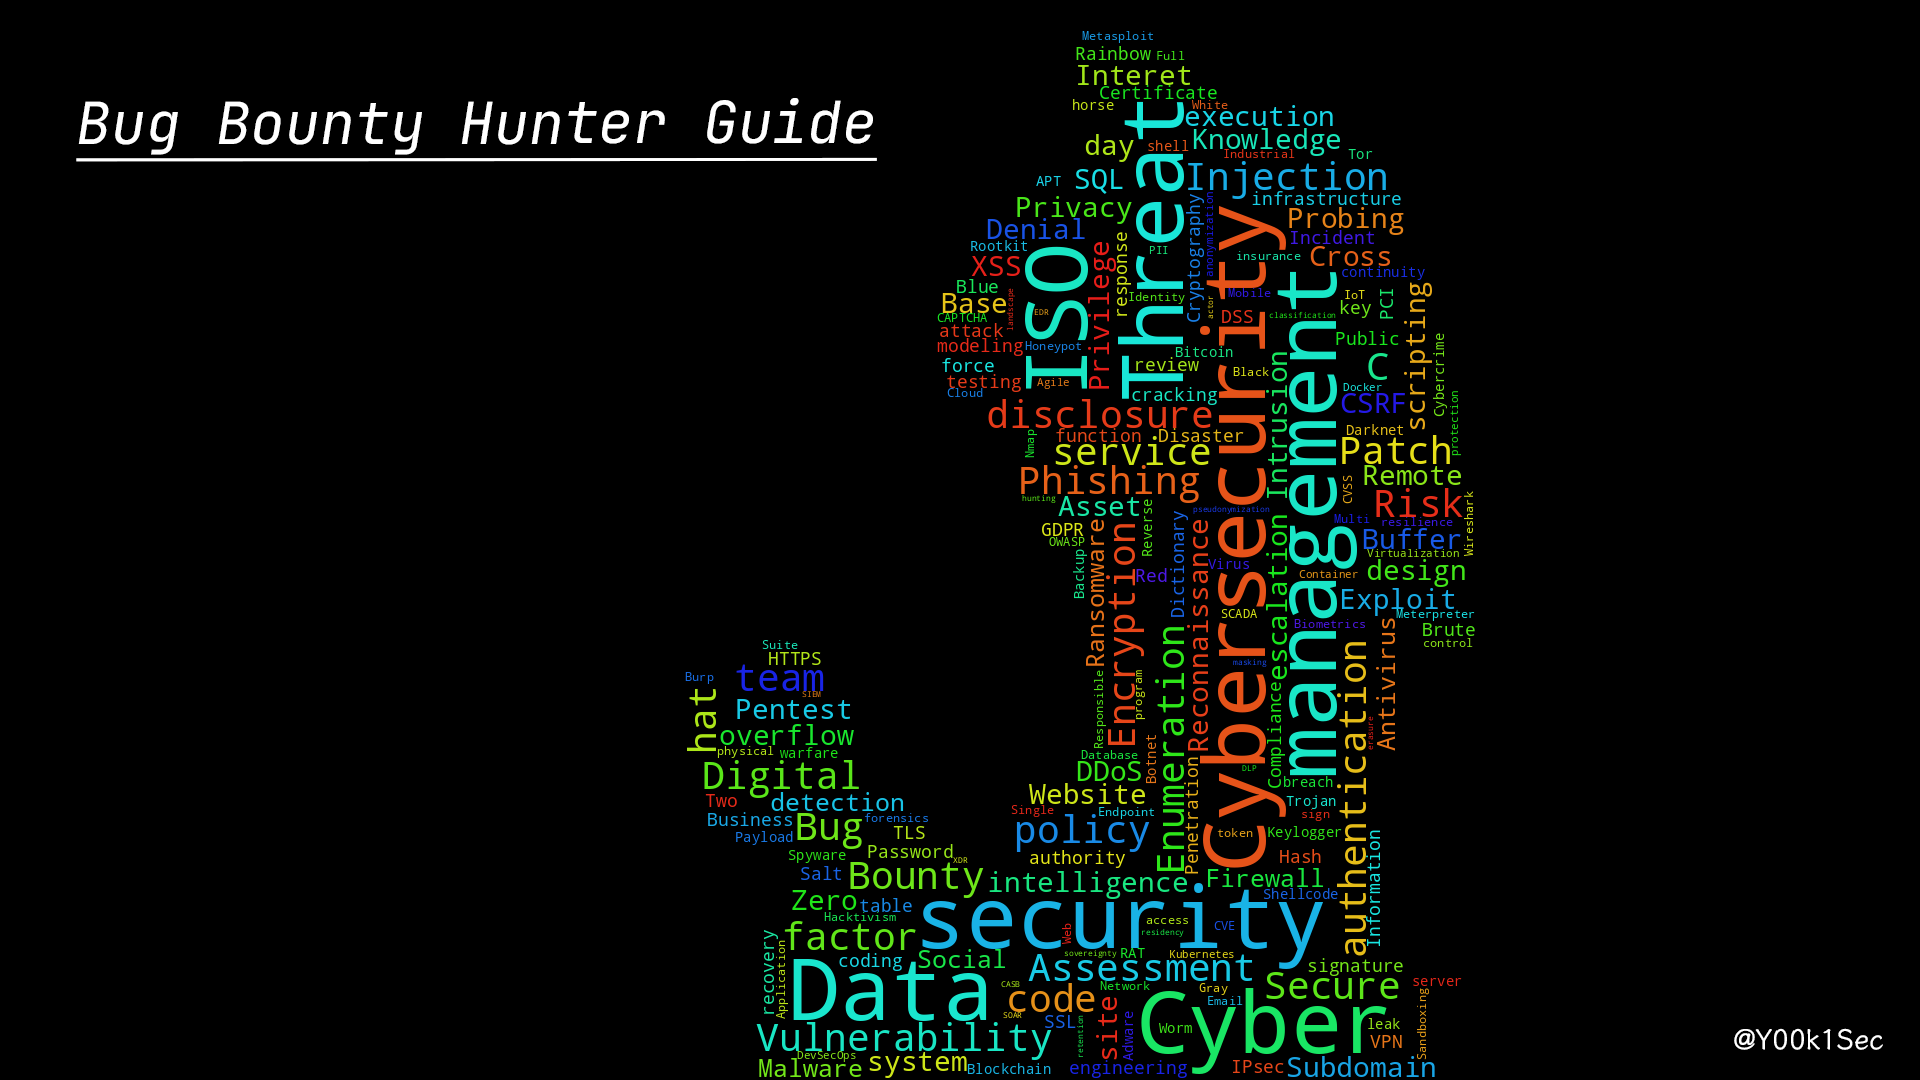 Bug Bounty Hunter Guide
Metasploit
Rainbow Full
Interet
Certificate
horse White
Threat
execution
Knowledge
day shell
Industrial Tor
APT SQL
Injection
infrastructure
Privacy
Cryptography
anonymization
Cybersecurity
Probing
Denial
Incident
Rootkit
ISO
Privilege
response
PII
insurance
Cross
XSS
continuity
management
Blue
landscape
Identity
actor
Mobile
IoT
PCI
scripting
Base
EDR
key
CAPTCHA
DSS
classification
attack
modeling
Honeypot
Bitcoin
Public
Cybercrime
force
review
Black
C
testing
Agile
Intrusion
Docker
Cloud
cracking
CSRF
protection
disclosure
Nmap
function
Disaster
Darknet
service
Patch
Phishing
Remote
CVSS
hunting
Asset
Reverse
pseudonymization
Risk
Wireshark
GDPR
Ransomware
Encryption
Dictionary
Reconnaissance
escalation
Multi
resilience
OWASP
Buffer
Backup
Virtualization
Red
Virus
Container
design
Exploit
SCADA
Meterpreter
Biometrics
Antivirus
Brute
control
Suite
Enumeration
authentication
HTTPS
masking
Burp
team
Responsible
program
Compliance
SIEM
hat
Pentest
erasure
overflow
Botnet
physical
warfare
Database
Penetration
DLP
Digital
DDoS
breach
Website
Two
detection
Single
Endpoint
Trojan
Business
Bug
forensics
sign
Payload
TLS
policy
token
Keylogger
Information
Spyware
Password
XDR
authority
Hash
Salt
Bounty
intelligence
Firewall
security
Shellcode
Zero
table
Hacktivism
access
CVE
factor
Web
residency
recovery
Application
coding
Social
sovereignty
RAT
Kubernetes
Assessment
signature
Data
CASB
code
Network
Gray
Secure
server
Cyber
Email
Sandboxing
SOAR
SSL
retention
site
Adware
Worm
leak
Vulnerability
VPN
DevSecOps
Malware
system
Blockchain
engineering
IPsec
Subdomain
@Y00k1Sec